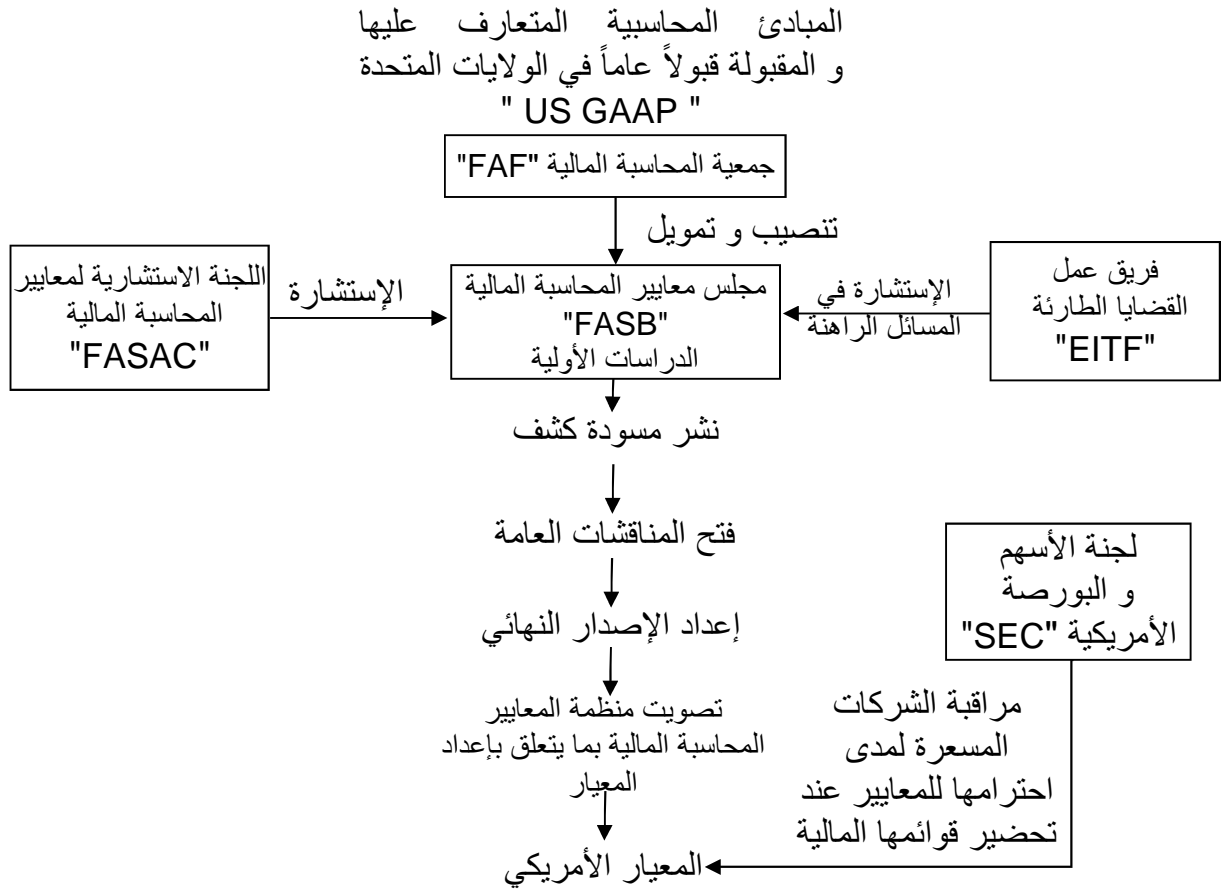 المبادئ المحاسبية المتعارف عليها
و المقبولة قبولاً عاماً في الولايات المتحدة
" US GAAP "
جمعية المحاسبة المالية "FAF"
تنصيب و تمويل
فريق عمل
القضايا الطارئة
"EITF"
الإستشارة في
المسائل الراهنة
مجلس معايير المحاسبة المالية
"FASB"
الدراسات الأولية
الإستشارة
اللجنة الاستشارية لمعايير
المحاسبة المالية
"FASAC"
نشر مسودة كشف
فتح المناقشات العامة
إعداد الإصدار النهائي
تصويت منظمة المعايير
المحاسبة المالية بما يتعلق بإعداد
المعيار
المعيار الأمريكي
لجنة الأسهم
و البورصة
الأمريكية "SEC"
مراقبة الشركات
المسعرة لمدى
احترامها للمعايير عند
تحضير قوائمها المالية